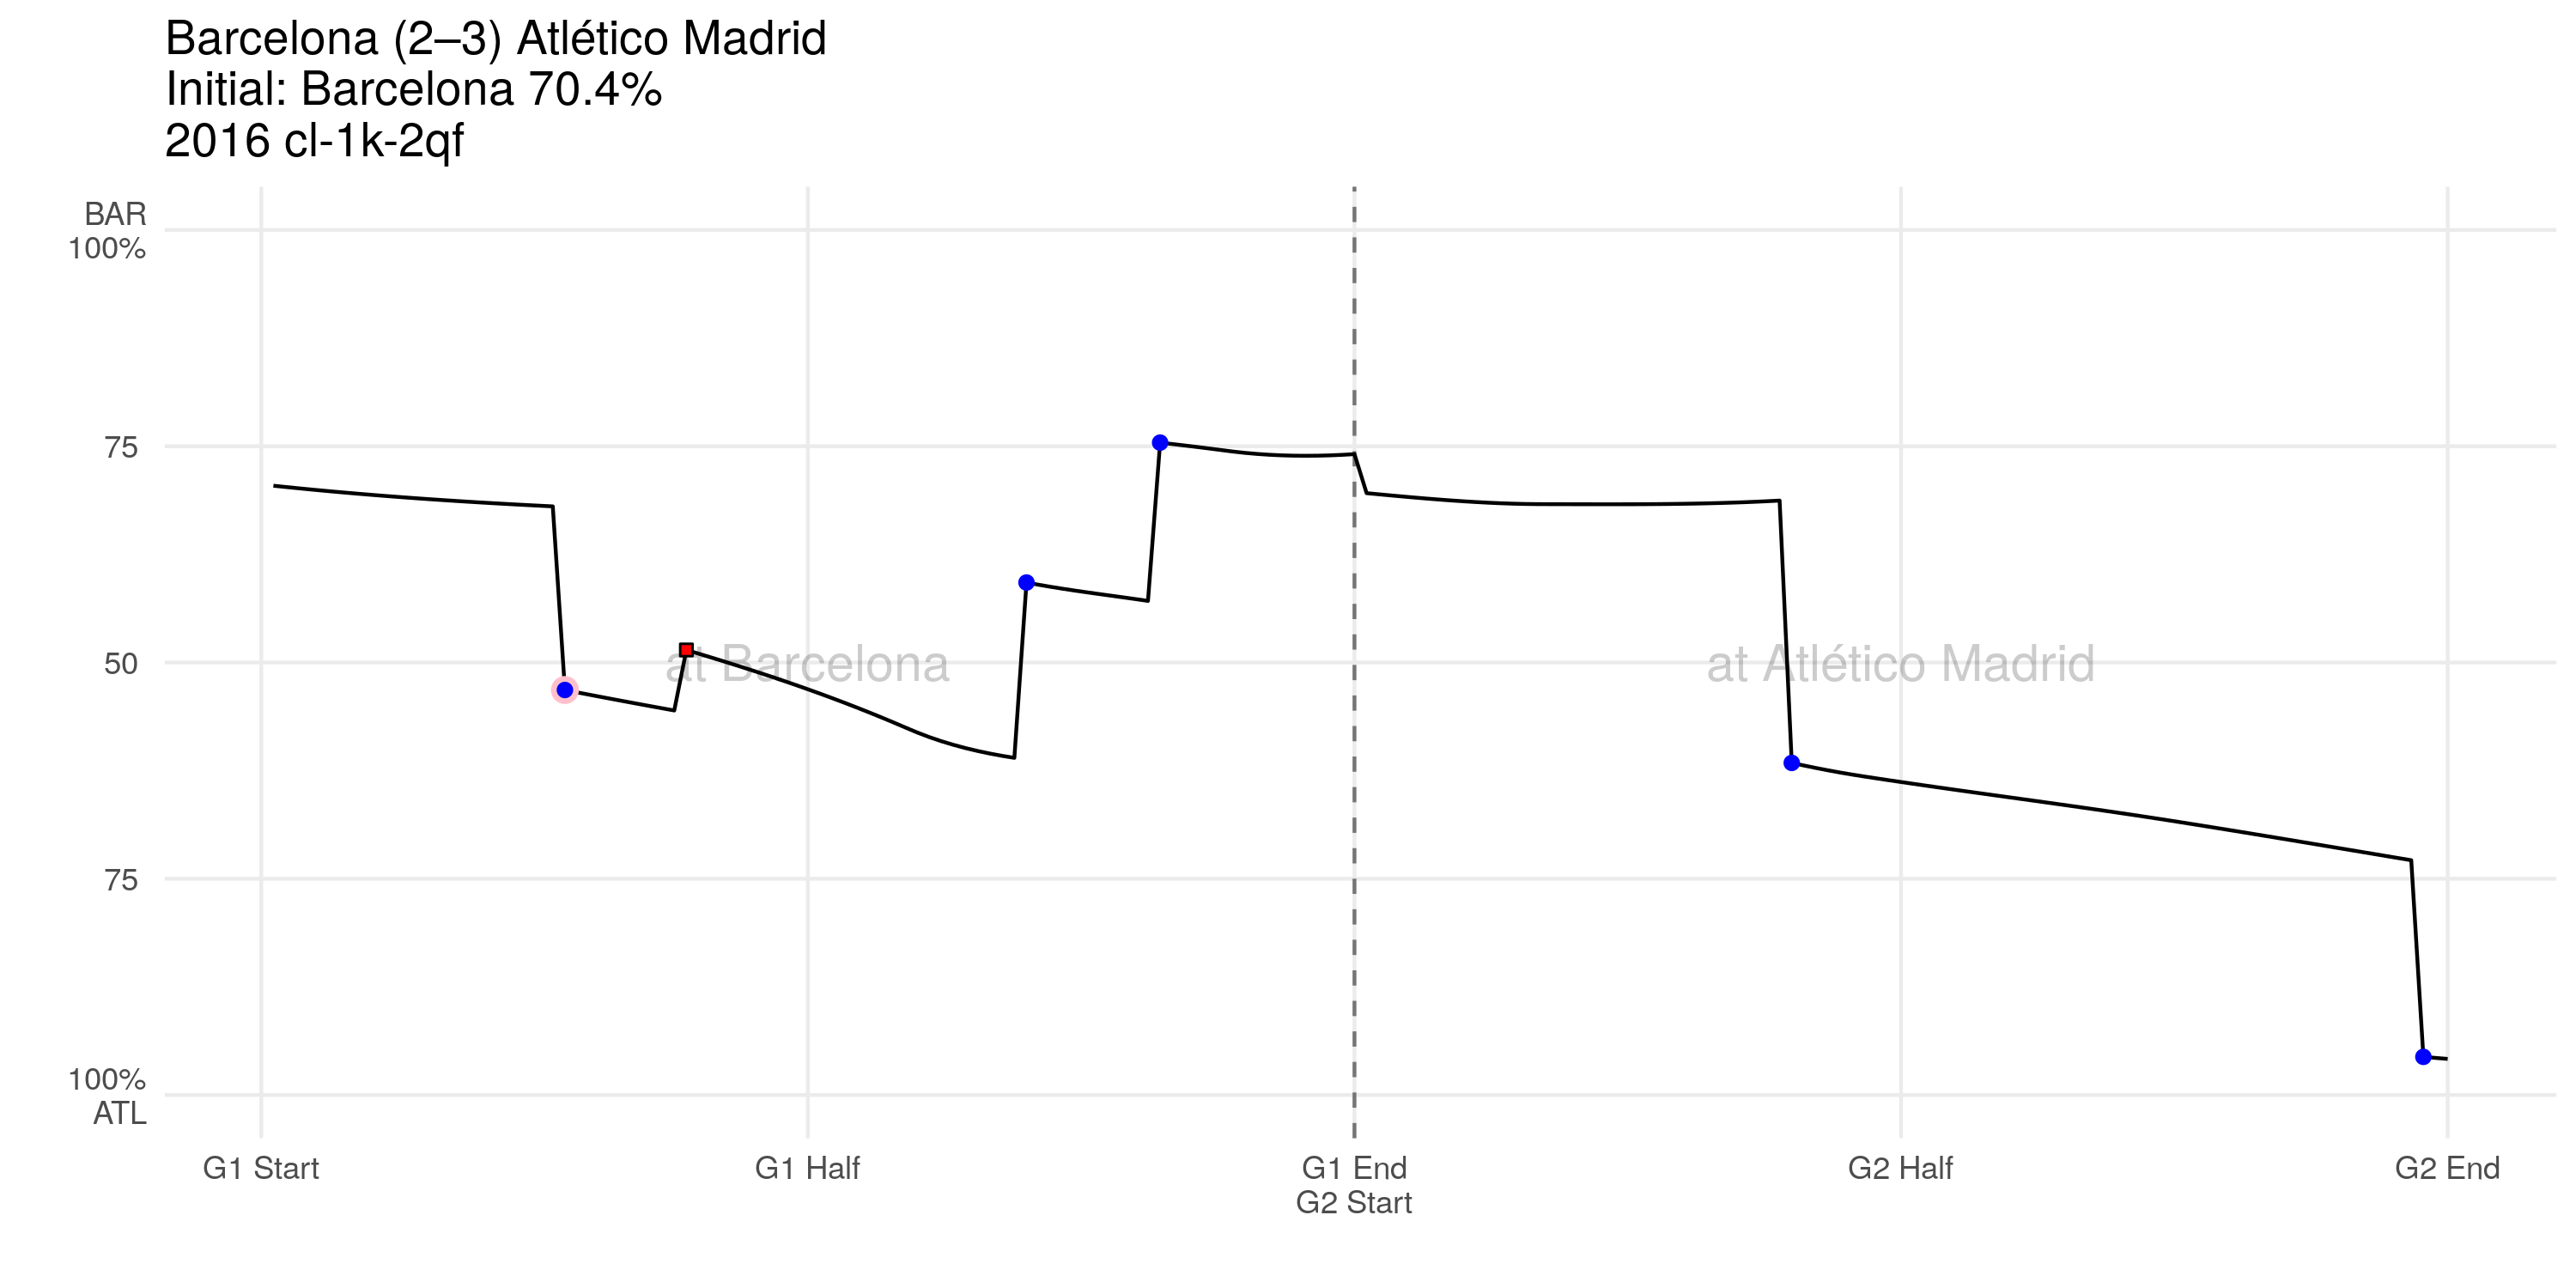 Barcelona (2–3) Atlético Madrid
Initial: Barcelona 70.4%
2016 cl-1k-2qf
BAR
100%
75
50
75
100%
ATL
at Barcelona
at Atlético Madrid
G1 Start
G1 Half
G1 End
G2 Start
G2 Half
G2 End